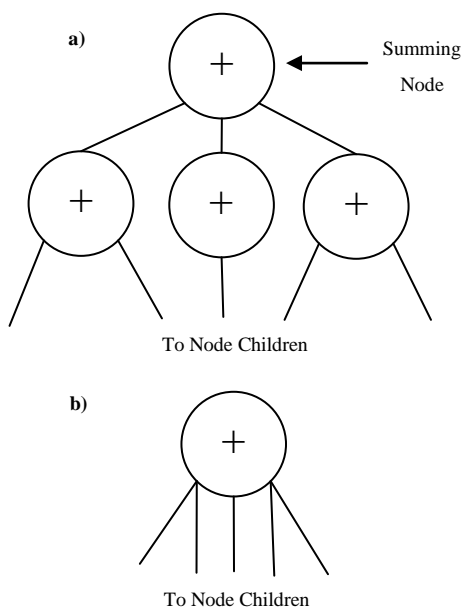 a)
+
Summing
Node
+ + +
To Node Children
b)
+
To Node Children